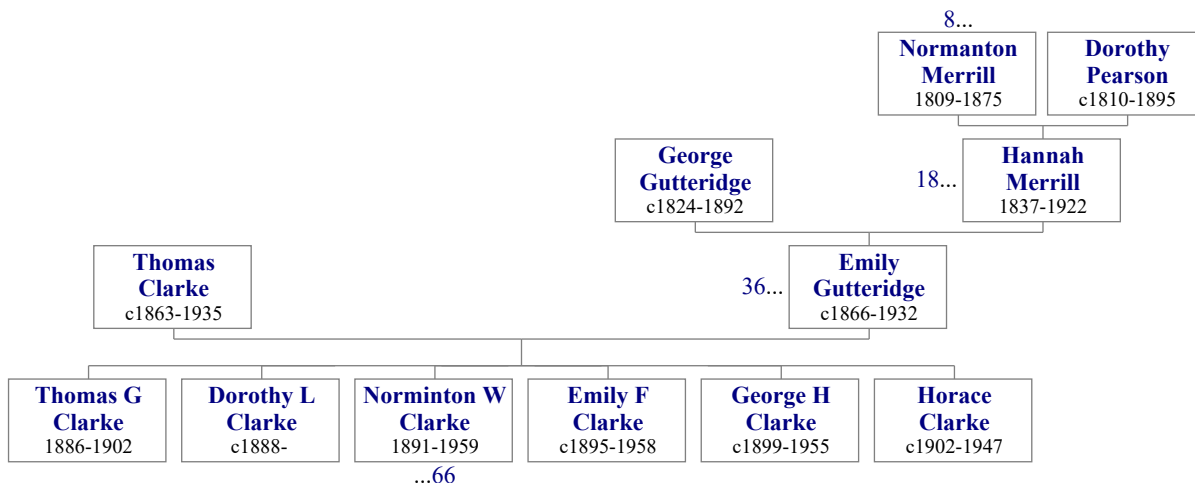 8...
Normanton
Merrill
1809-1875
Dorothy
Pearson
c1810-1895
George
Gutteridge
c1824-1892
18...
Hannah
Merrill
1837-1922
Thomas
Clarke
c1863-1935
36...
Emily
Gutteridge
c1866-1932
Thomas G
Clarke
1886-1902
Dorothy L
Clarke
c1888-
Norminton W
Clarke
1891-1959
Emily F
Clarke
c1895-1958
George H
Clarke
c1899-1955
Horace
Clarke
c1902-1947
...66